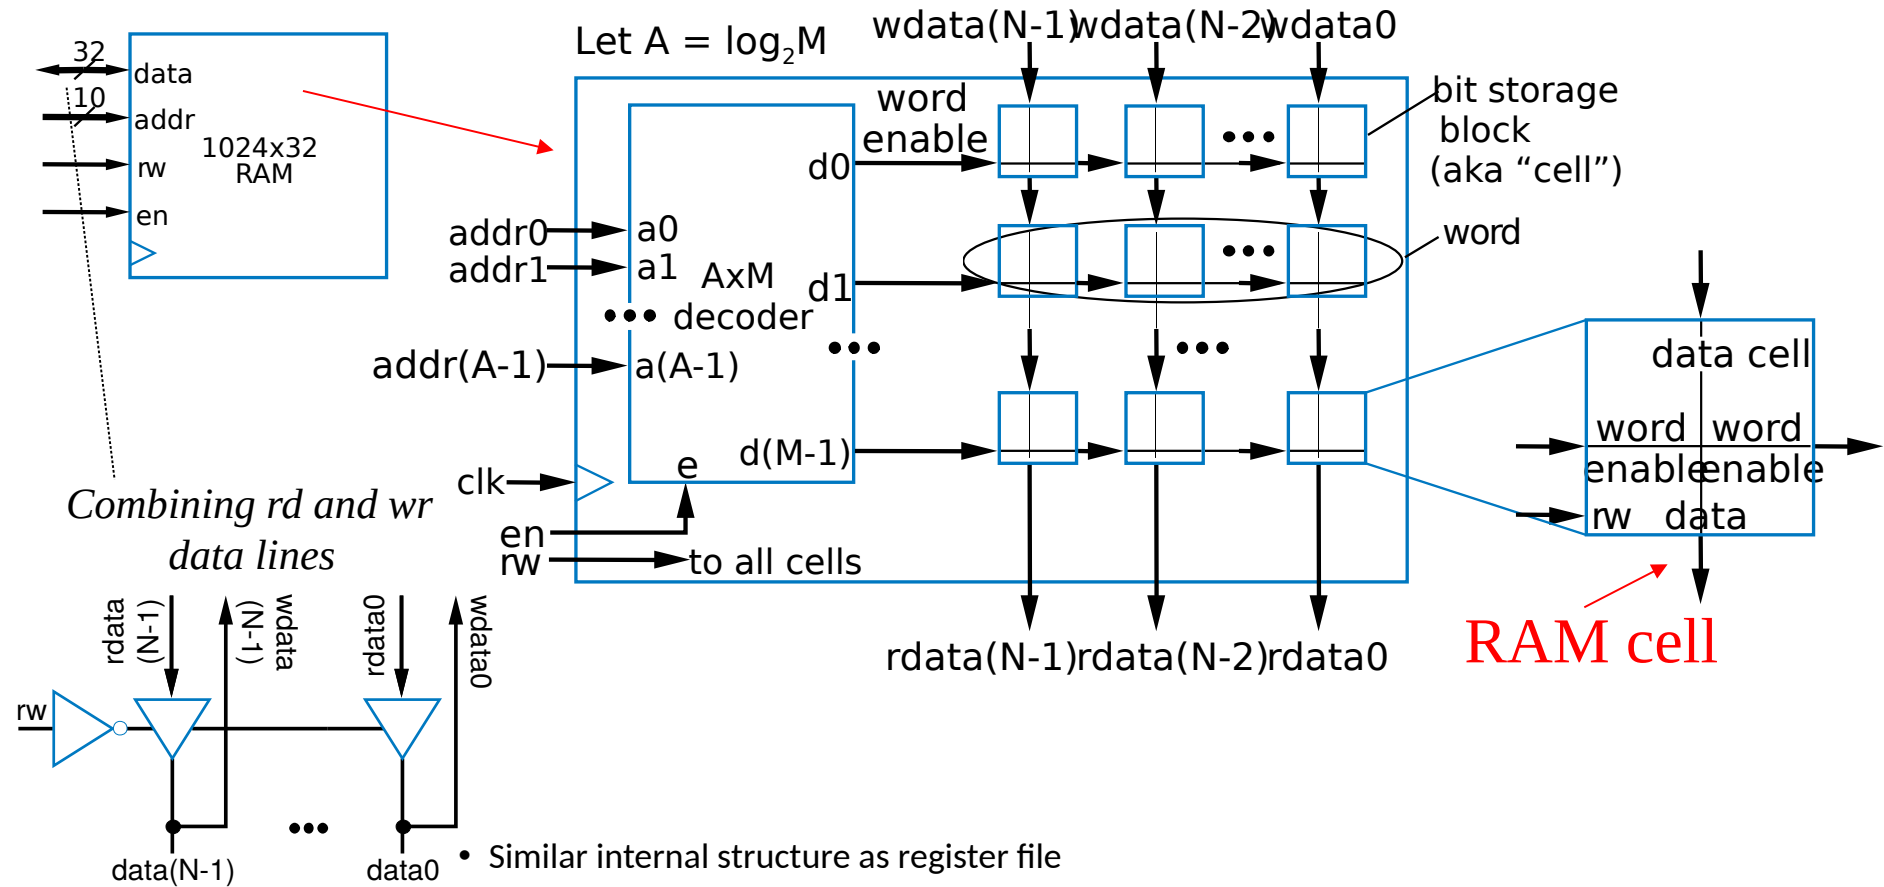 32
data
10
addr
1024x32
RAM
rw
en
Let A = log2M
wdata(N-1)
wdata(N-2)
wdata0
word
enable
bit storage
block
(aka “cell”)
d0
addr0
a0
addr1
a1
AxM
decoder
d1
word
addr(A-1)
a(A-1)
d(M-1)
e
clk
en
rw
to all cells
rdata(N-1)
rdata(N-2)
rdata0
data cell
word
enable
word
enable
rw
data
RAM cell
Combining rd and wr
data lines
rdata
(N-1)
wdata
(N-1)
rdata0
wdata0
rw
data(N-1)
data0
• Similar internal structure as register file